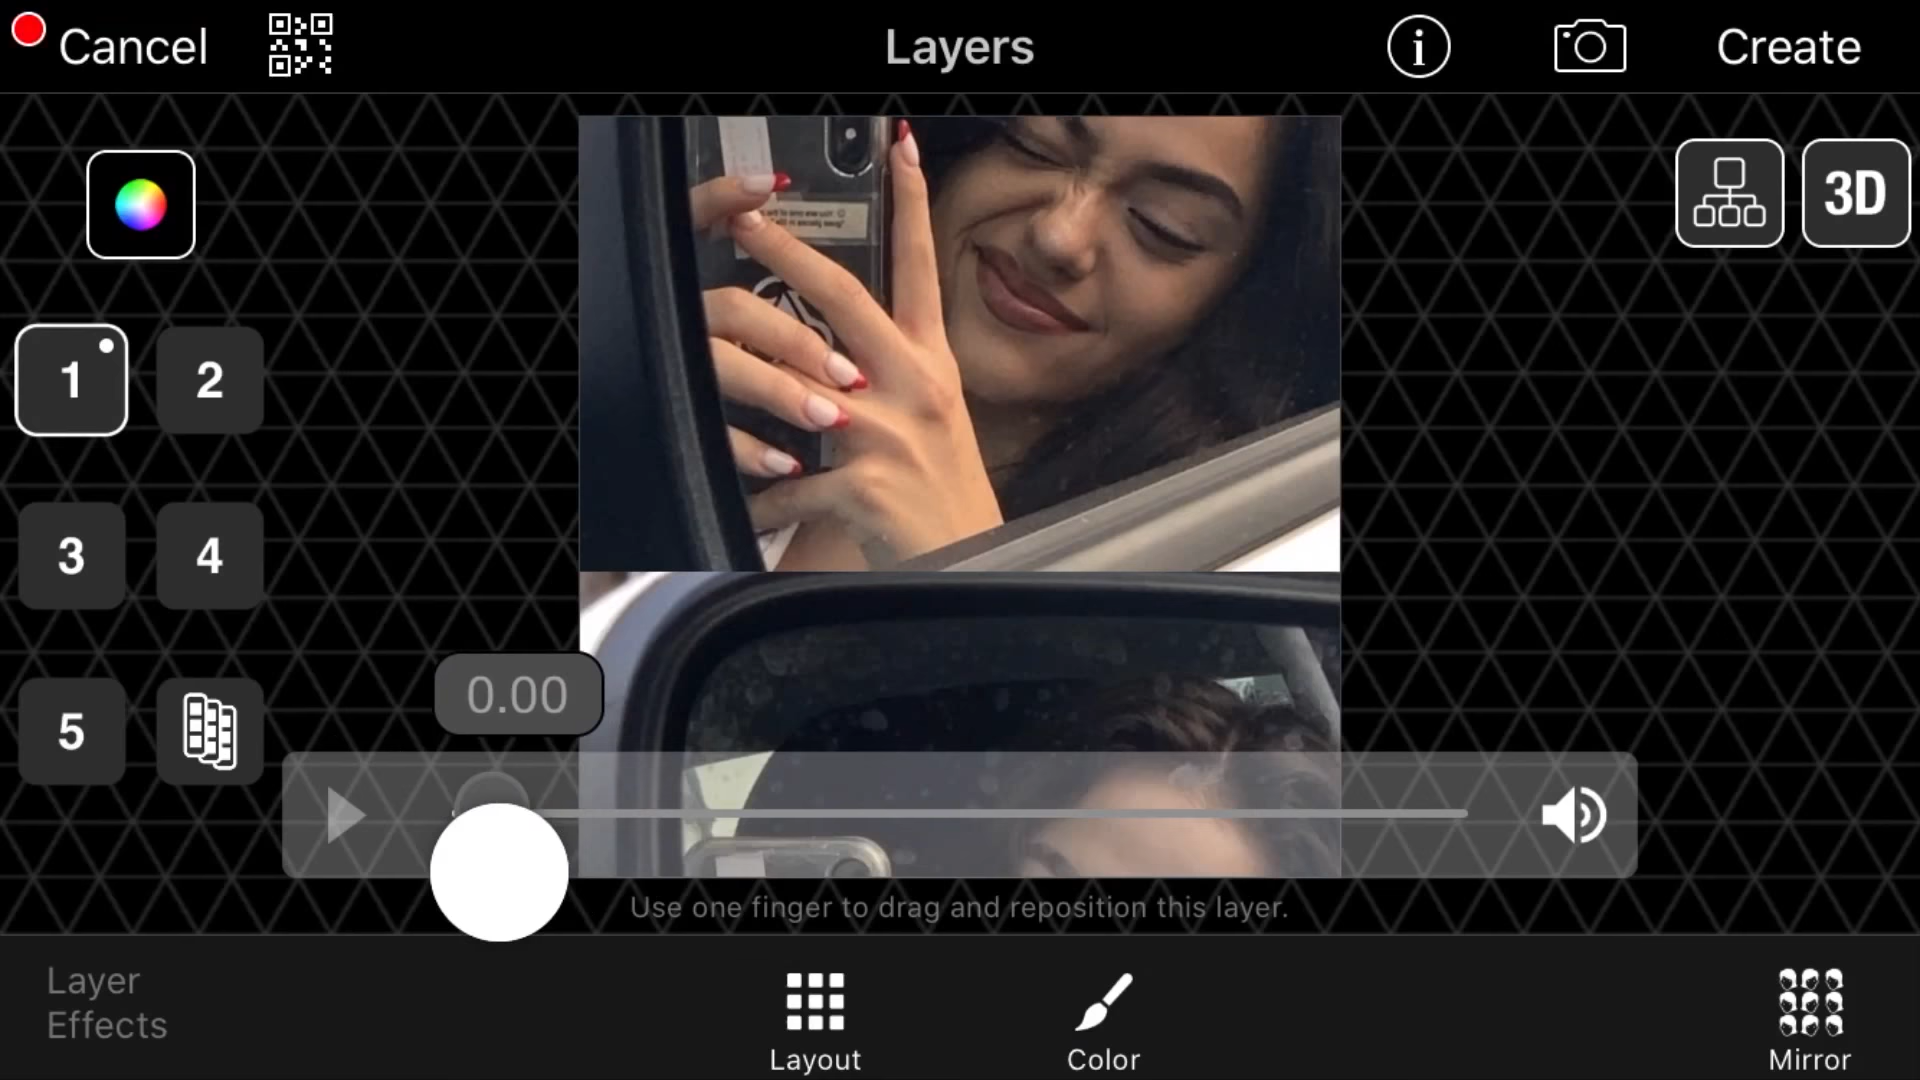 Cancel
Layers
i
Create
3D
1
2
3
4
5
0.00
Use one finger to drag and reposition this layer.
Layer
Effects
Layout
Color
Mirror